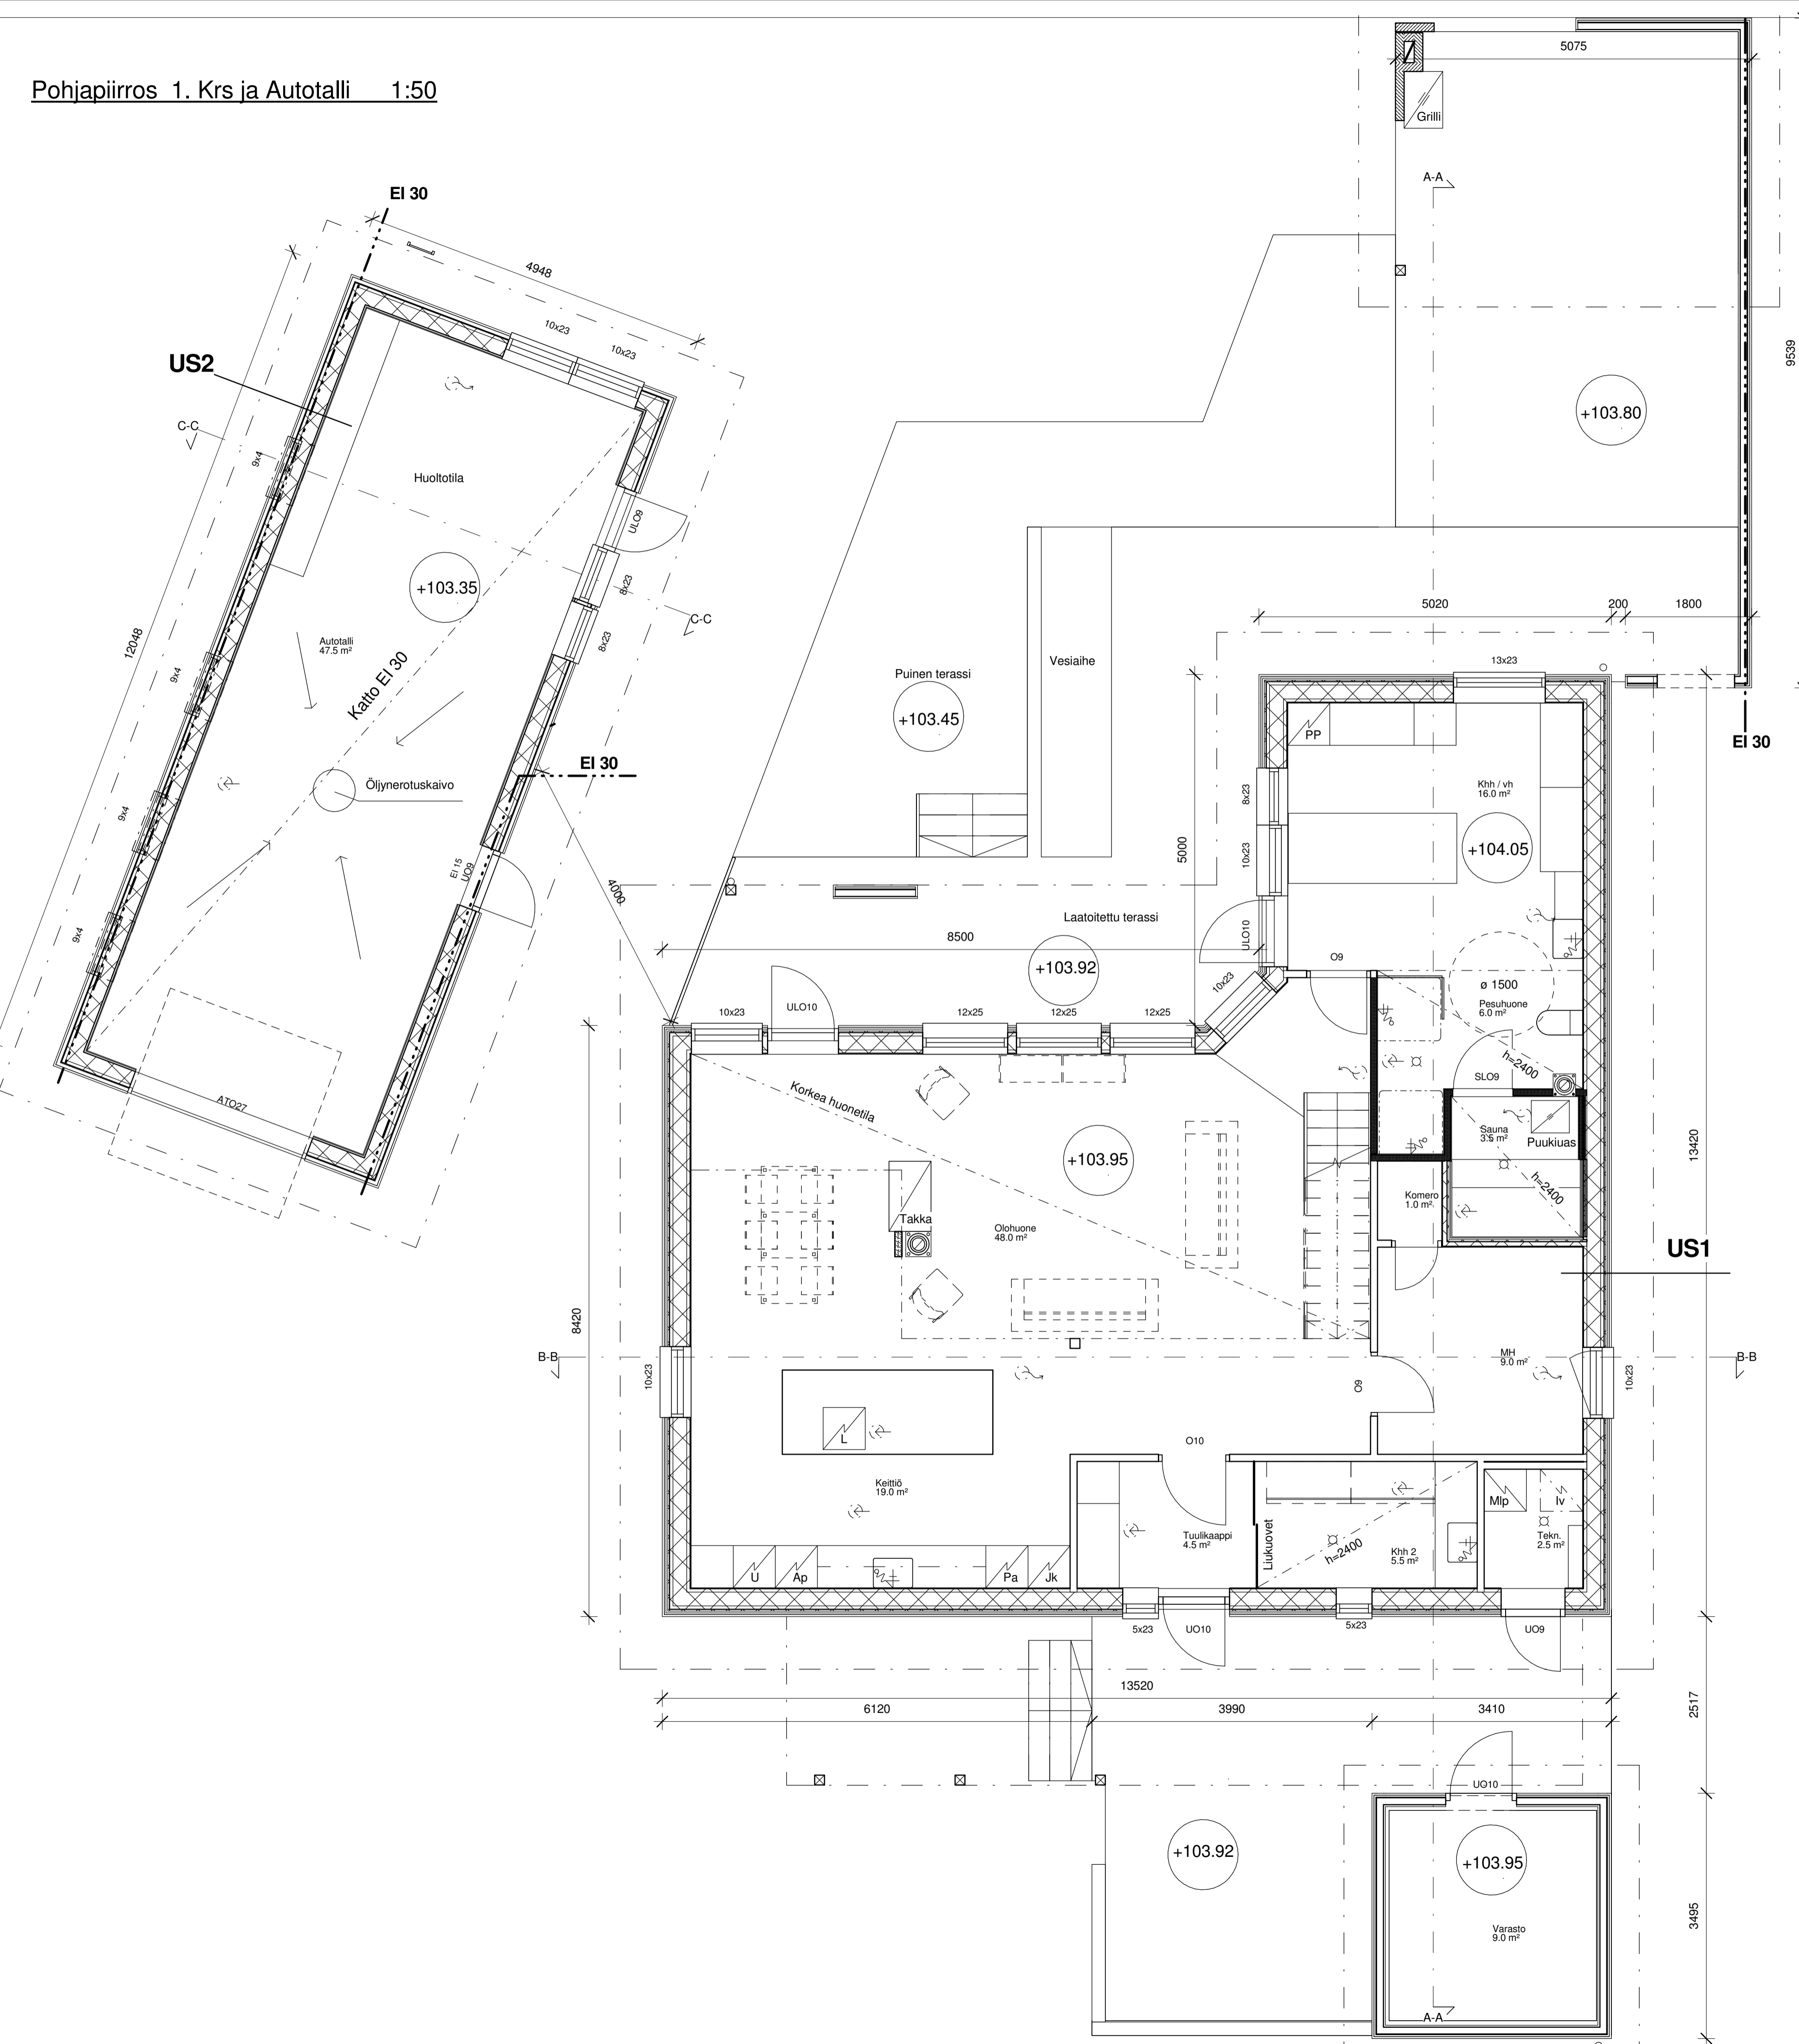 Pohjapiirros 1. Krs ja Autotalli 1:50
5075
Grilli
A-A
EI 30
4948
10x23
10x23
US2
C-C
9x4
Huoltotila
ULO9
+103.35
8x23
C-C
8x23
12048
Autotalli
47.5 m²
Katto EI 30
9x4
9x4
9x4
Öljynerotuskaivo
EI 30
EI 15
UO9
4000
ATO27
9539
+103.80
5020
200
1800
EI 30
Puinen terassi
+103.45
Vesiaihe
13x23
PP
Khh / vh
16.0 m²
+104.05
8x23
10x23
5000
Laatoitettu terassi
8500
+103.92
ULO10
O9
10x23
ø 1500
Pesuhuone
6.0 m²
h=2400
SLO9
10x23
ULO10
12x25
12x25
12x25
Korkea huonetila
+103.95
Sauna
3.5 m²
Puukiuas
h=2400
13420
Komero
1.0 m²
Takka
Olohuone
48.0 m²
US1
8420
B-B
10x23
O9
MH
9.0 m²
10x23
B-B
L
O10
Keittiö
19.0 m²
U
Ap
Pa
Jk
Tuulikaappi
4.5 m²
Liukuovet
h=2400
Khh 2
5.5 m²
Mlp
Iv
Tekn.
2.5 m²
5x23
UO10
5x23
UO9
13520
6120
3990
3410
2517
UO10
+103.92
+103.95
Varasto
9.0 m²
3495
A-A